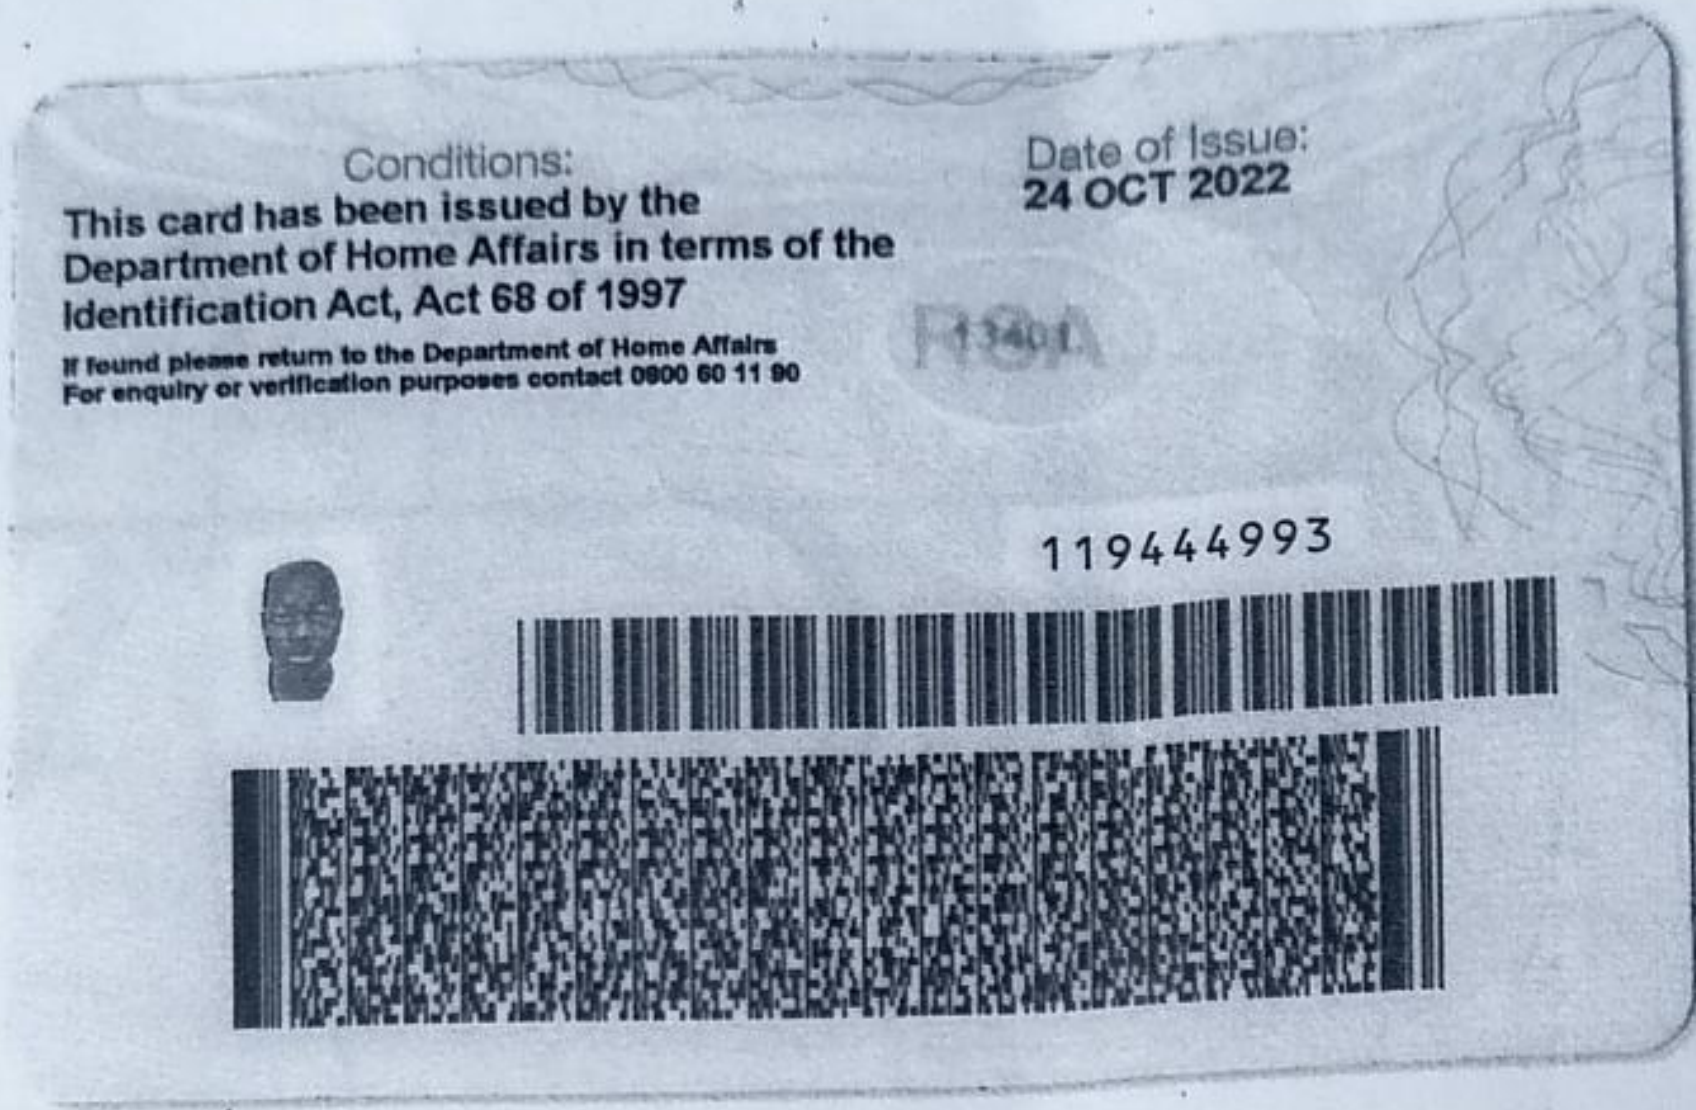 Conditions:
This card has been issued by the
Department of Home Affairs in terms of the
Identification Act, Act 68 of 1997
If found please return to the Department of Home Affairs
For enquiry or verification purposes contact 0800 60 11 90
Date of Issue:
24 OCT 2022
RSA
119444993